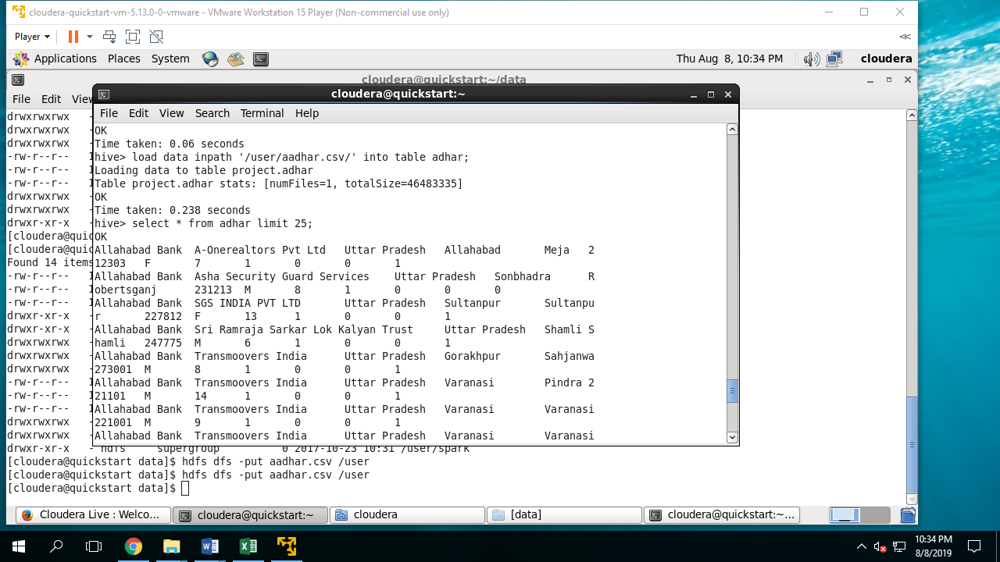 cloudera-quickstart-vm-5.13.0-0-vmware - VMware Workstation 15 Player (Non-commercial use only)
Player
Applications Places System Thu Aug 8, 10:34 PM cloudera
cloudera@quickstart:~/data
File Edit
cloudera@quickstart:~
File Edit View Search Terminal Help
OK
Time taken: 0.06 seconds
hive> load data inpath '/user/aadhar.csv/' into table adhar;
Loading data to table project.adhar
Table project.adhar stats: [numFiles=1, totalSize=46483335]
OK
Time taken: 0.238 seconds
hive> select * from adhar limit 25;
OK
Allahabad Bank A-Onerealtors Pvt Ltd Uttar Pradesh Allahabad Meja 2
12303 F 7 1 0 0 1
Allahabad Bank Asha Security Guard Services Uttar Pradesh Sonbhadra R
obertsganj 231213 M 8 1 0 0 0
Allahabad Bank SGS INDIA PVT LTD Uttar Pradesh Sultanpur Sultanpu
r 227812 F 13 1 0 0 1
Allahabad Bank Sri Ramraja Sarkar Lok Kalyan Trust Uttar Pradesh Shamli S
hamli 247775 M 6 1 0 0 1
Allahabad Bank Transmoovers India Uttar Pradesh Gorakhpur Sahjanwa
273001 M 8 1 0 0 1
Allahabad Bank Transmoovers India Uttar Pradesh Varanasi Pindra 2
21101 M 14 1 0 0 1
Allahabad Bank Transmoovers India Uttar Pradesh Varanasi Varanasi
221001 M 9 1 0 0 1
Allahabad Bank Transmoovers India Uttar Pradesh Varanasi Varanasi
drwxrwxrwx
drwxrwxrwx
drwxrwxrwx
-rw-r--r--
-rw-r--r--
-rw-r--r--
drwxrwxrwx
drwxrwxrwx
drwxr-xr-x
[cloudera@quic
[cloudera@quic
Found 14 items
-rw-r--r--
-rw-r--r--
-rw-r--r--
drwxr-xr-x
drwxr-xr-x
drwxrwxrwx
drwxrwxrwx
drwxrwxrwx
-rw-r--r--
-rw-r--r--
-rw-r--r--
drwxrwxrwx
drwxr-xr-x - hdfs supergroup 0 2017-10-23 10:31 /user/spark
[cloudera@quickstart data]$ hdfs dfs -put aadhar.csv /user
[cloudera@quickstart data]$ hdfs dfs -put aadhar.csv /user
[cloudera@quickstart data]$
Cloudera Live : Welco... cloudera@quickstart:~ cloudera [data] cloudera@quickstart:~...
10:34 PM
8/8/2019